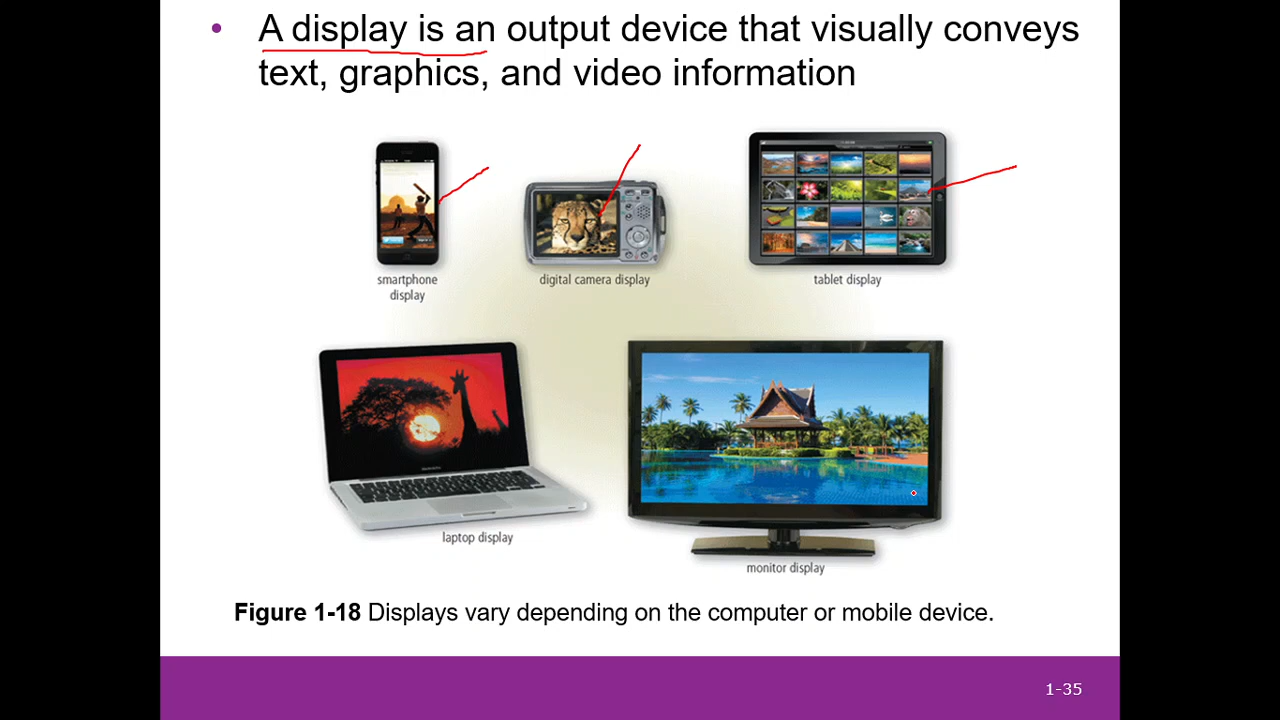 • A display is an output device that visually conveys
text, graphics, and video information
smartphone
display
digital camera display
tablet display
laptop display
monitor display
Figure 1-18 Displays vary depending on the computer or mobile device.
1-35